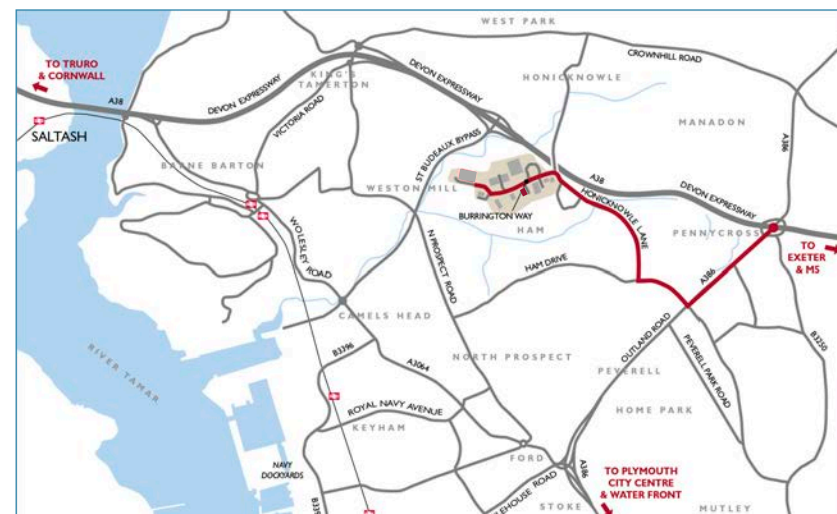 WEST PARK
CROWNHILL ROAD
TO TRURO
& CORNWALL
KING'S
TAMERTON
DEVON EXPRESSWAY
HONICKNOWLE
A38
DEVON EXPRESSWAY
VICTORIA ROAD
MANADON
A386
SALTASH
ST BUDEAUX BYPASS
BARNE BARTON
WESTON MILL
A38
DEVON EXPRESSWAY
BURRINGTON WAY
HONICKNOWLE LANE
HAM
PENNYCROSS
TO
EXETER
& M5
WOLESLEY ROAD
N PROSPECT ROAD
HAM DRIVE
A386
CAMELS HEAD
OUTLAND ROAD
B3250
B3396
A3064
NORTH PROSPECT
PEVERELL
PEVERELL PARK ROAD
RIVER TAMAR
ROYAL NAVY AVENUE
HOME PARK
KEYHAM
NAVY
DOCKYARDS
FORD
A386
TO PLYMOUTH
CITY CENTRE
& WATER FRONT
STOKE
MUTLEY